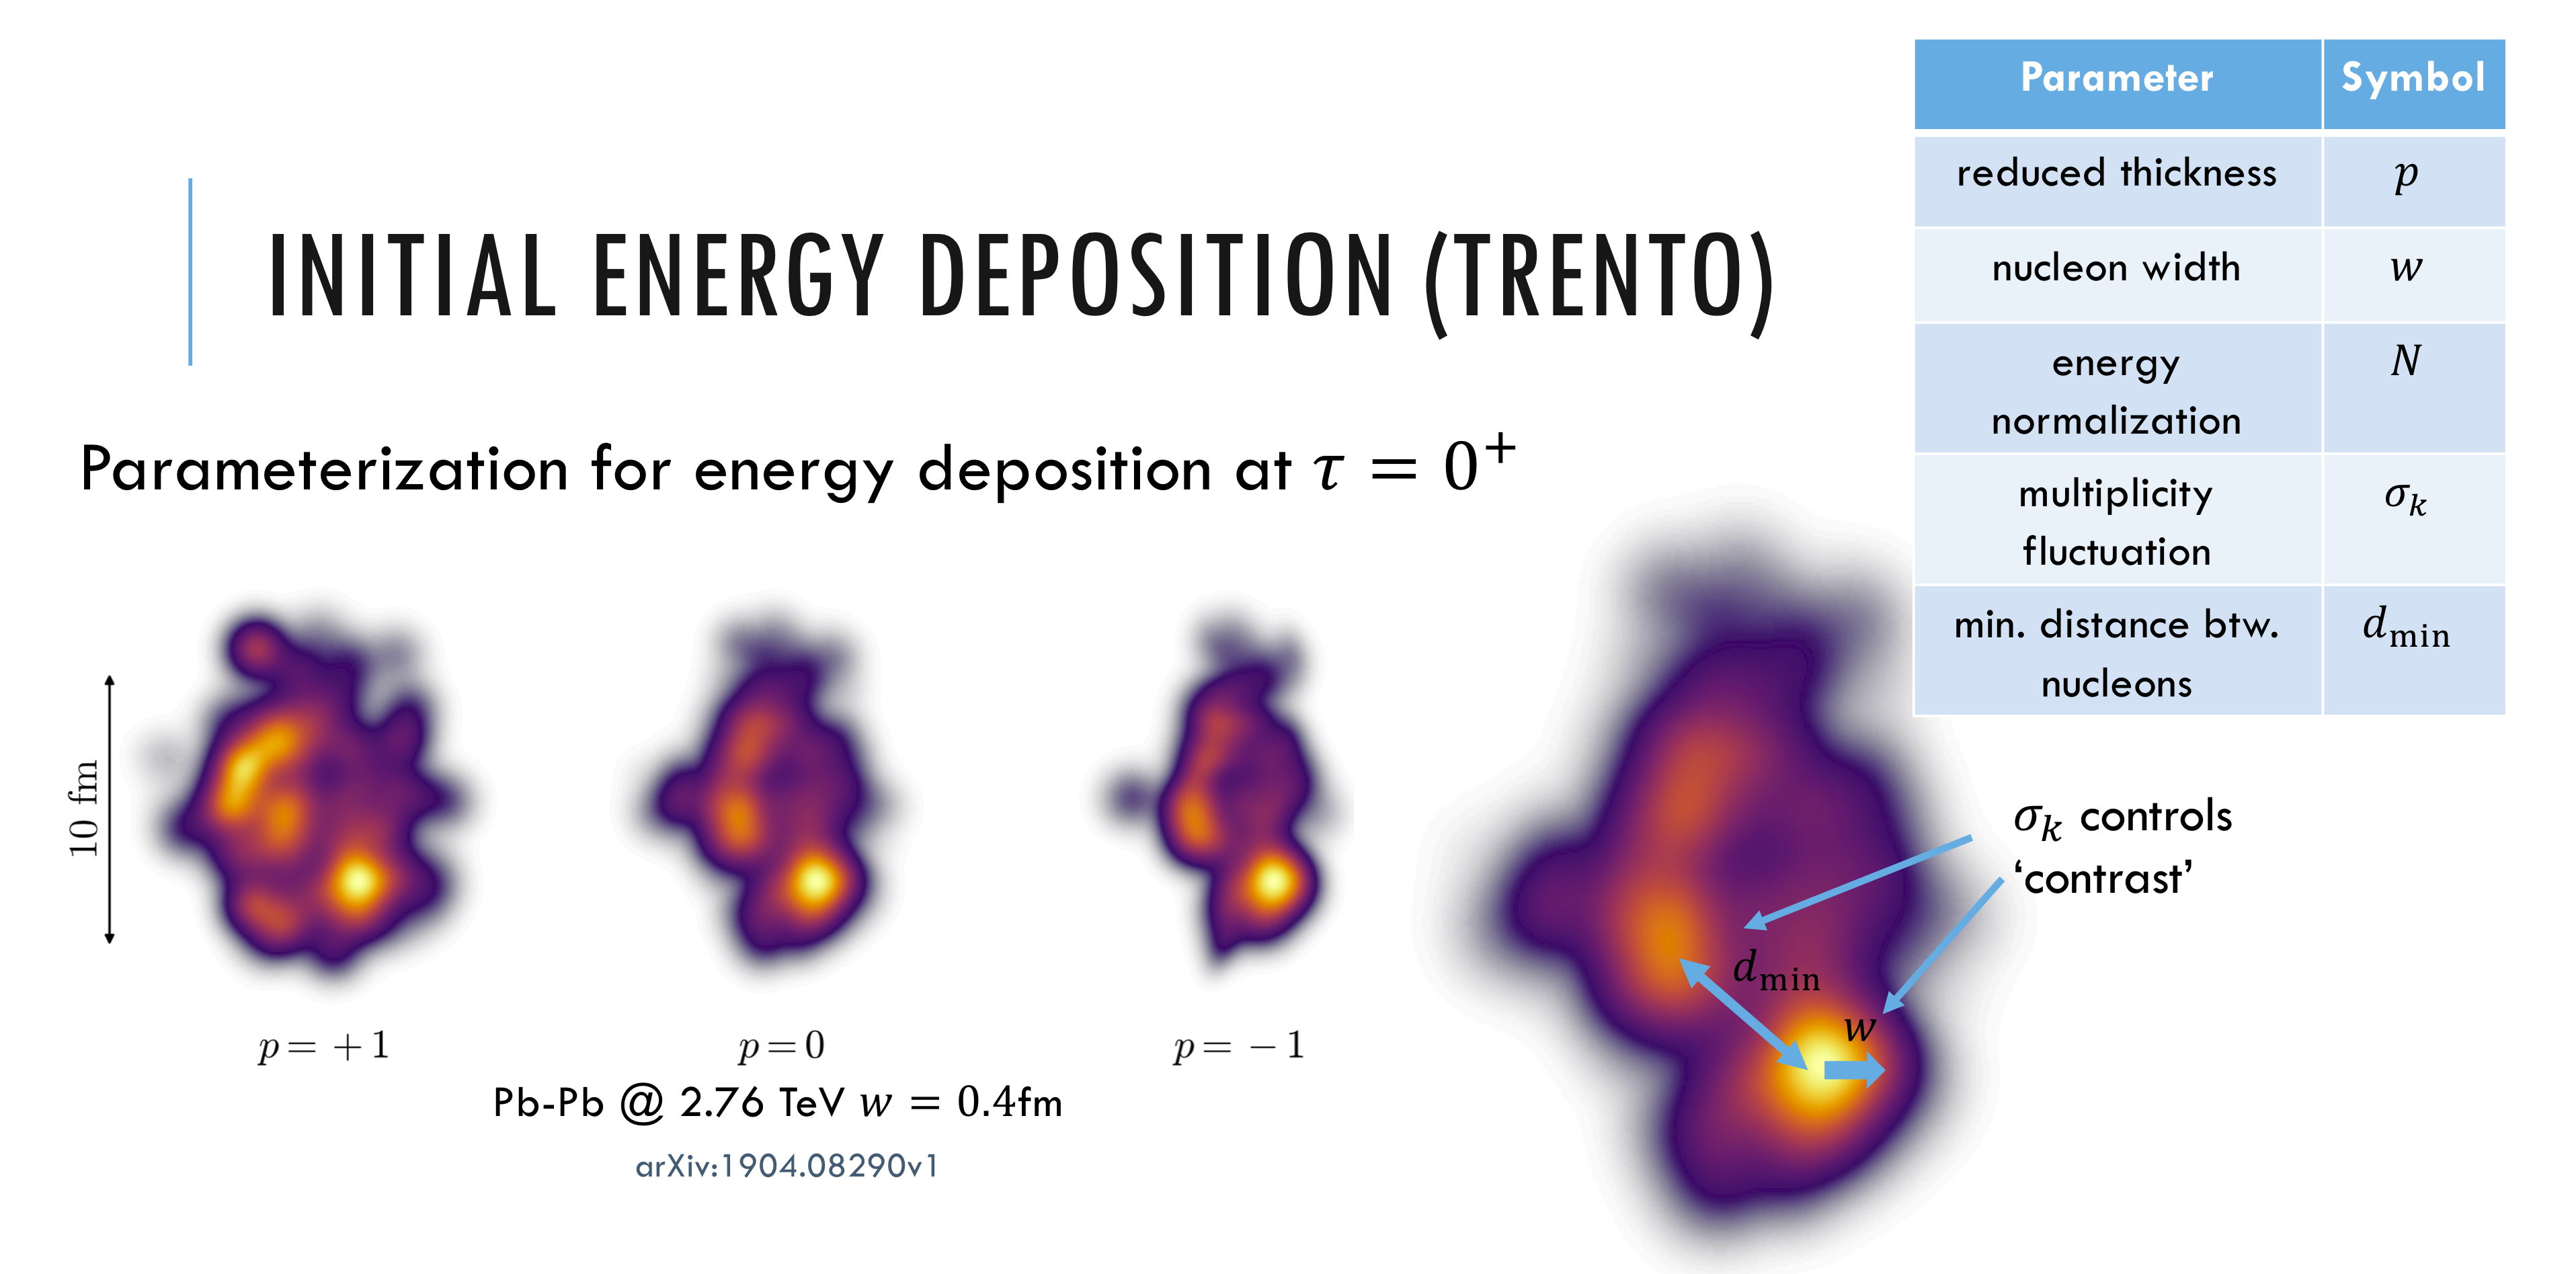 INITIAL ENERGY DEPOSITION (TRENTO)
Parameterization for energy deposition at τ = 0⁺
Parameter Symbol
reduced thickness p
nucleon width w
energy N
normalization
multiplicity σₖ
fluctuation
min. distance btw. d_min
nucleons
10 fm
p = +1
p = 0
p = −1
Pb-Pb @ 2.76 TeV w = 0.4fm
arXiv:1904.08290v1
σₖ controls
‘contrast’
d_min
w